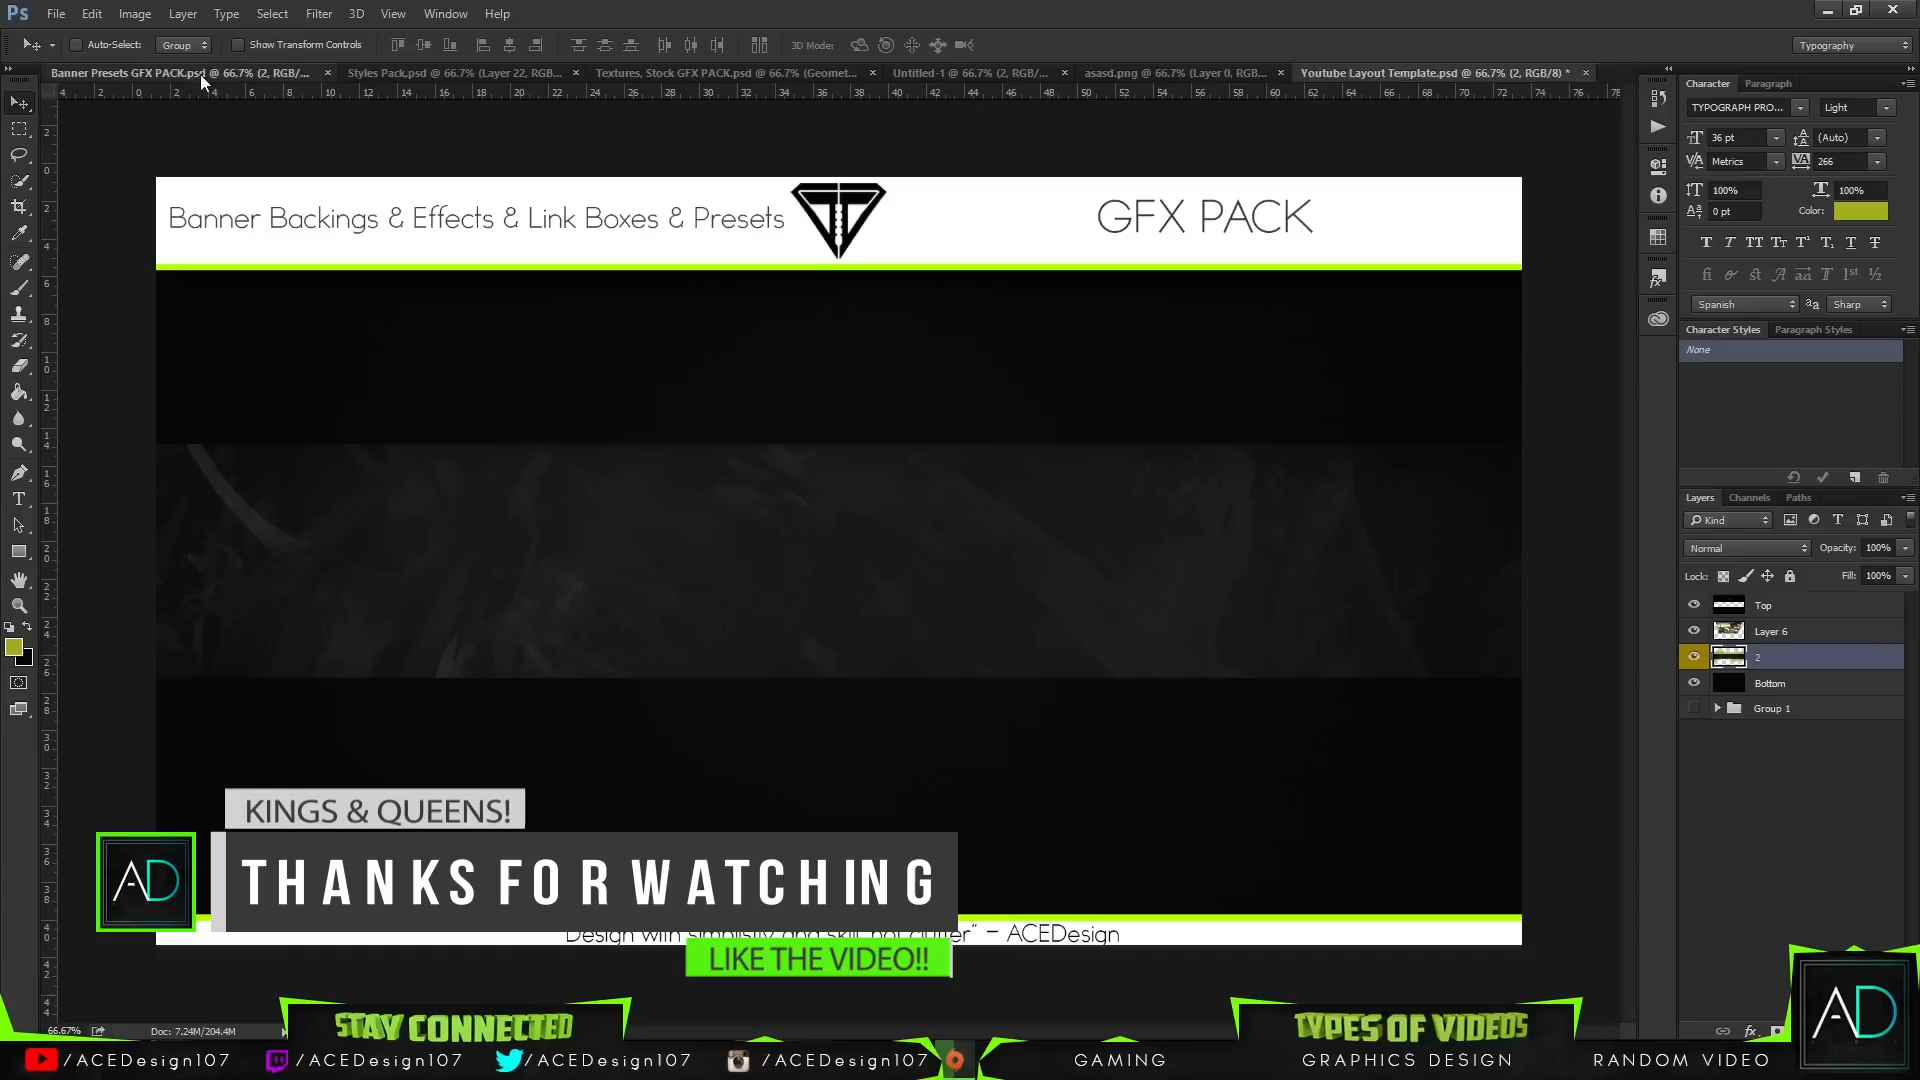 Ps File Edit Image Layer Type Select Filter 3D View Window Help
Auto-Select: Group Show Transform Controls 3D Mode: Typography
Banner Presets GFX PACK.psd @ 66.7% (2, RGB/... × Styles Pack.psd @ 66.7% (Layer 22, RGB... × Textures, Stock GFX PACK.psd @ 66.7% (Geomet... × Untitled-1 @ 66.7% (2, RGB/... × asasd.png @ 66.7% (Layer 0, RGB... × Youtube Layout Template.psd @ 66.7% (2, RGB/8) * ×
Character Paragraph
TYPOGRAPH PRO... Light
36 pt (Auto)
Metrics 266
100% 100%
0 pt Color:
Spanish Sharp
Character Styles Paragraph Styles
None
Layers Channels Paths
Kind
Normal Opacity: 100%
Lock: Fill: 100%
Top
Layer 6
2
Bottom
Group 1
Banner Backings & Effects & Link Boxes & Presets
GFX PACK
KINGS & QUEENS!
AD
THANKS FOR WATCHING
LIKE THE VIDEO!!
- ACEDesign
66.67% Doc: 7.24M/204.4M
STAY CONNECTED
TYPES OF VIDEOS
/ACEDesign107 /ACEDesign107 /ACEDesign107 /ACEDesign107
GAMING GRAPHICS DESIGN RANDOM VIDEO
AD